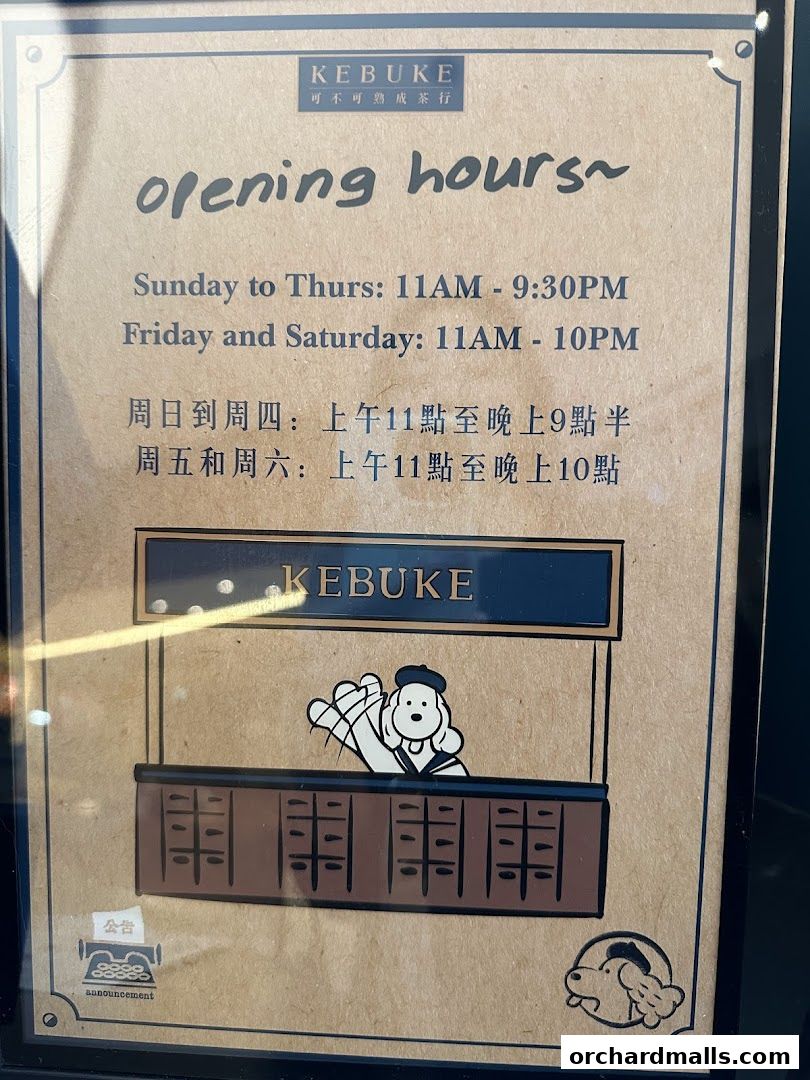 KEBUKE
可不可熟成茶行
opening hours~
Sunday to Thurs: 11AM - 9:30PM
Friday and Saturday: 11AM - 10PM
周日到周四：上午11點至晚上9點半
周五和周六：上午11點至晚上10點
KEBUKE
公告
announcement
orchardmalls.com